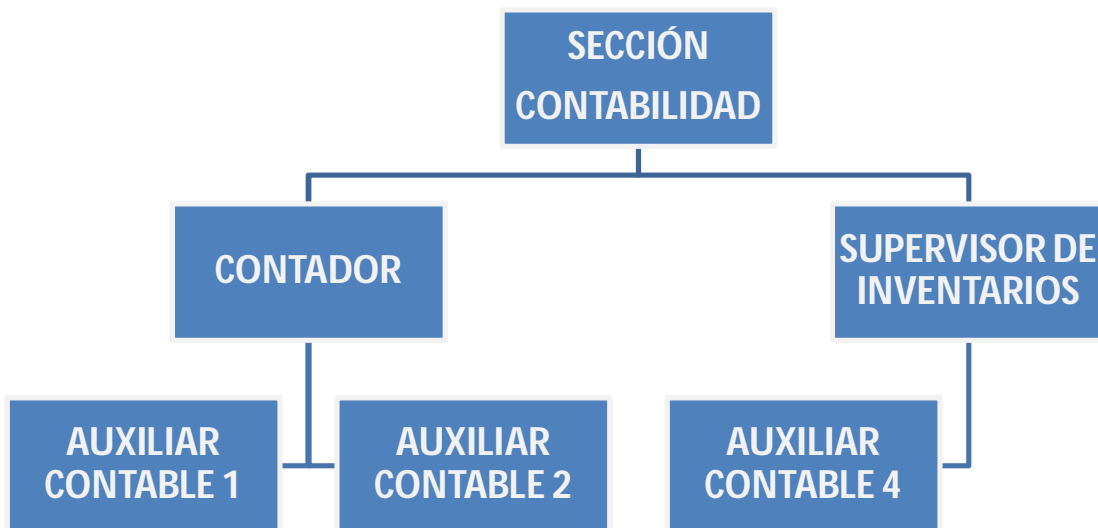 SECCIÓN
CONTABILIDAD
CONTADOR
SUPERVISOR DE
INVENTARIOS
AUXILIAR
CONTABLE 1
AUXILIAR
CONTABLE 2
AUXILIAR
CONTABLE 4